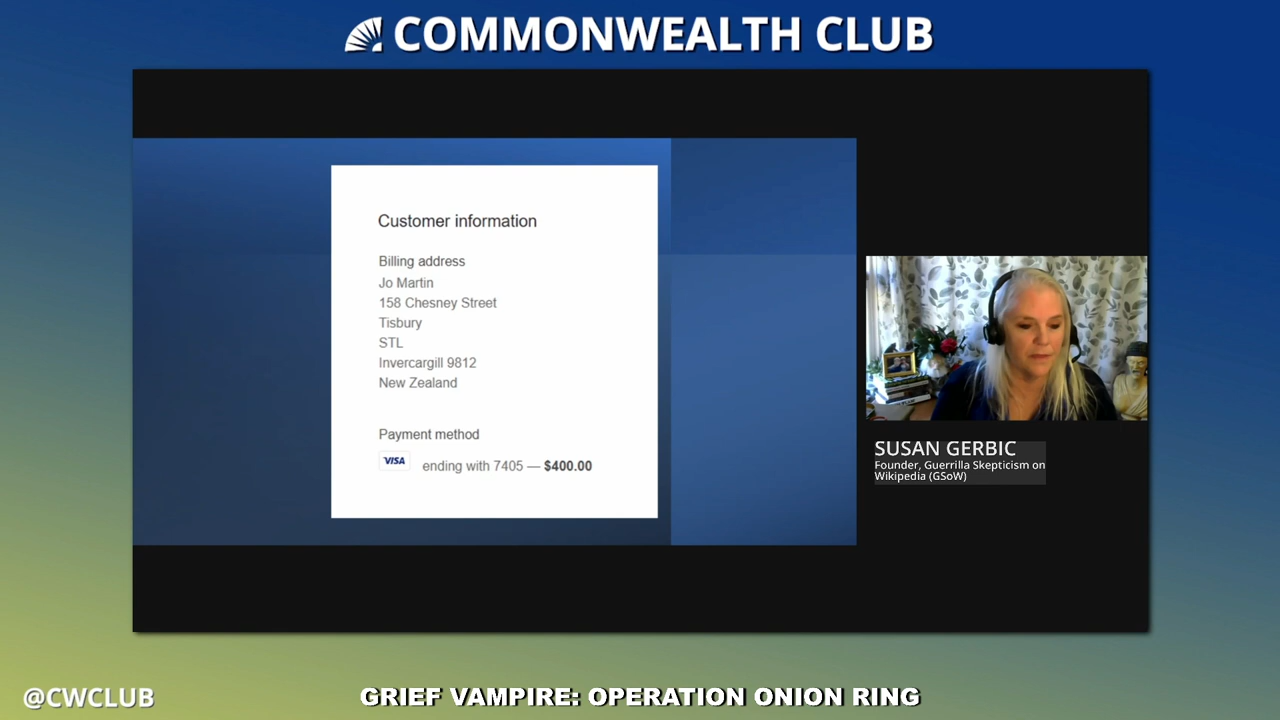 COMMONWEALTH CLUB
Customer information
Billing address
Jo Martin
158 Chesney Street
Tisbury
STL
Invercargill 9812
New Zealand
Payment method
VISA ending with 7405 — $400.00
SUSAN GERBIC
Founder, Guerrilla Skepticism on
Wikipedia (GSoW)
@CWCLUB
GRIEF VAMPIRE: OPERATION ONION RING